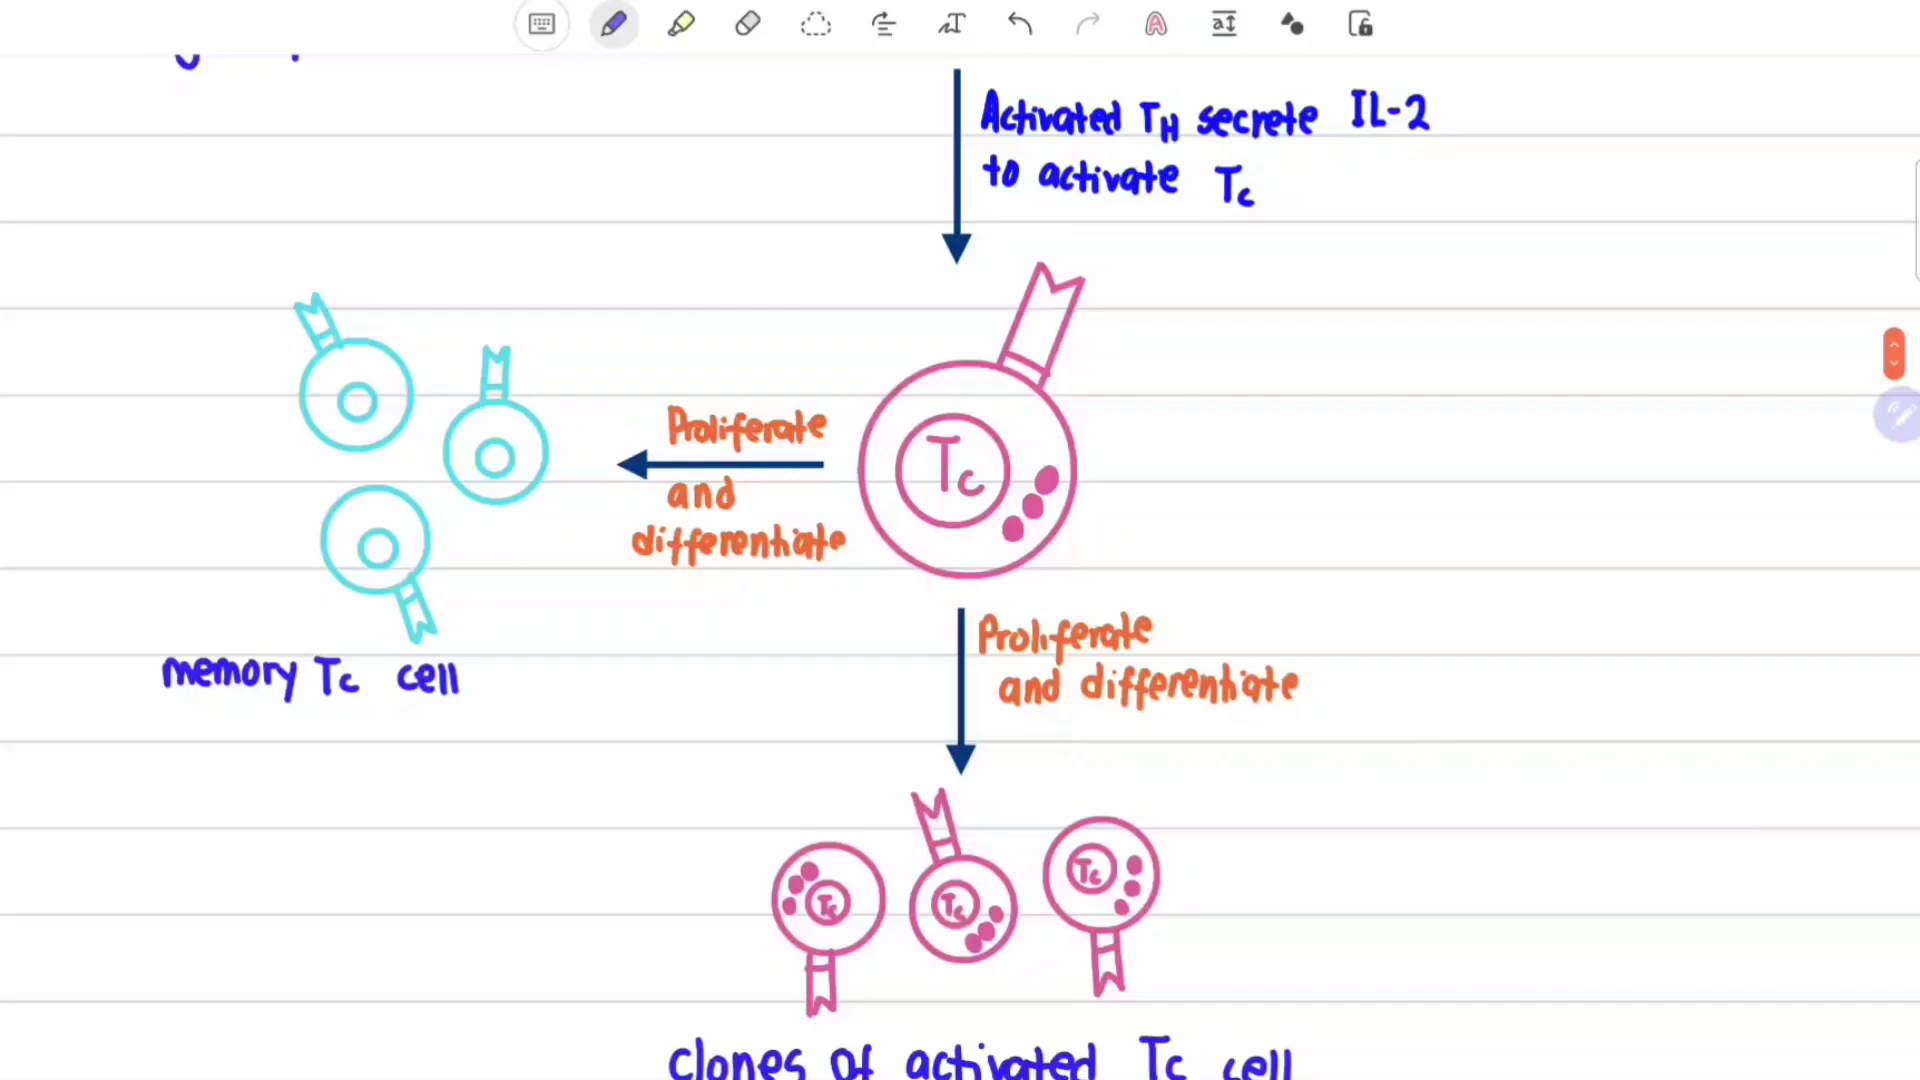 Activated TH secrete IL-2
to activate Tc
Proliferate
and
differentiate
Tc
memory Tc cell
Proliferate
and differentiate
Tc
Tc
Tc
clones of activated Tc cell